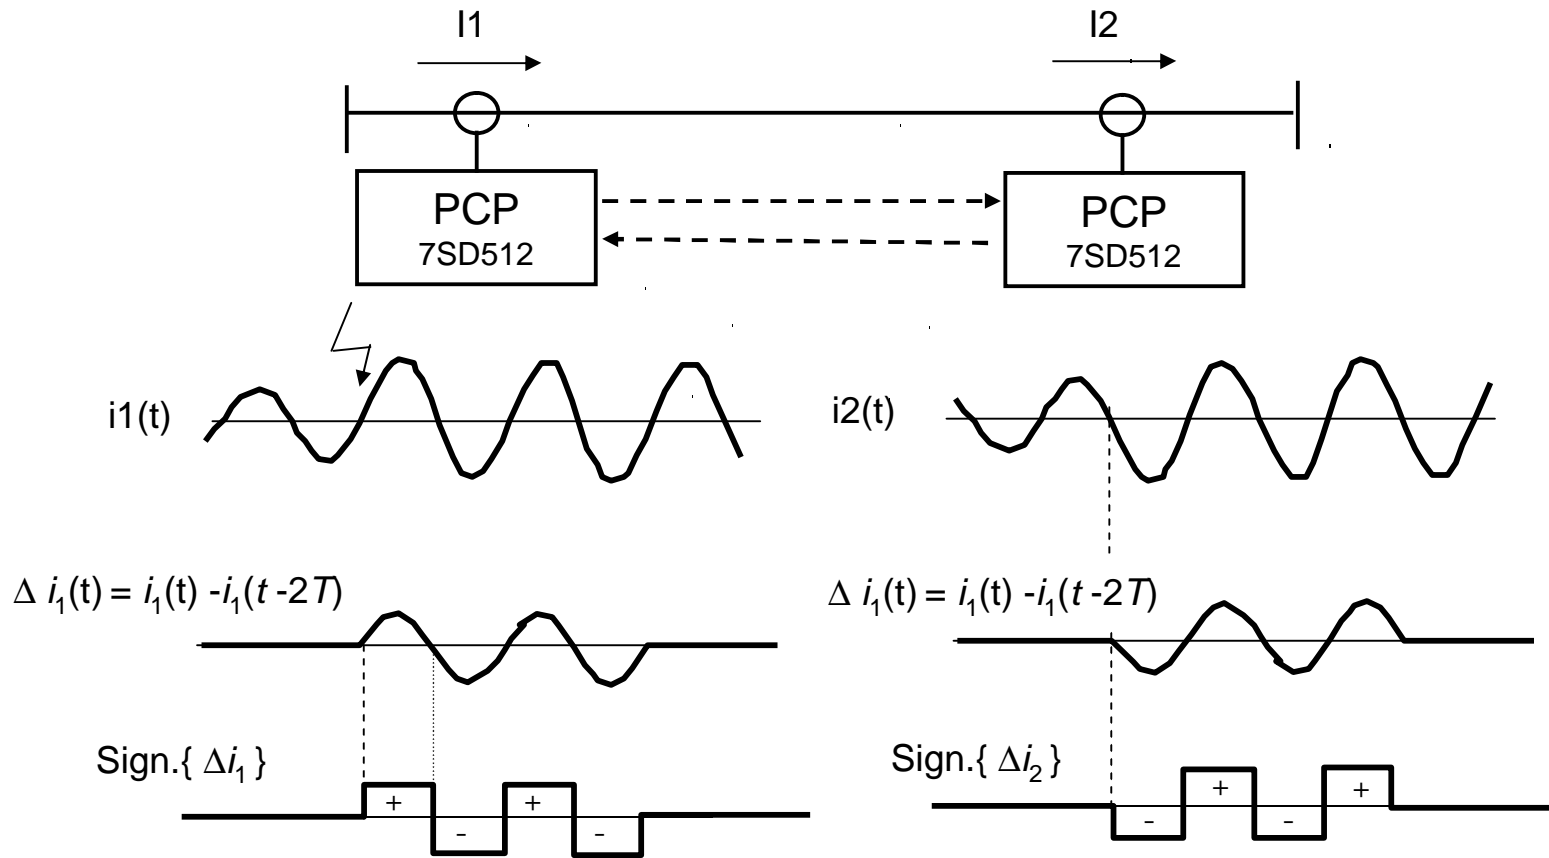 I1
I2
PCP
7SD512
PCP
7SD512
i1(t)
i2(t)
Δ i₁(t) = i₁(t) -i₁(t -2T)
Δ i₁(t) = i₁(t) -i₁(t -2T)
Sign.{ Δi₁ }
Sign.{ Δi₂ }
+ - + -
- + - +